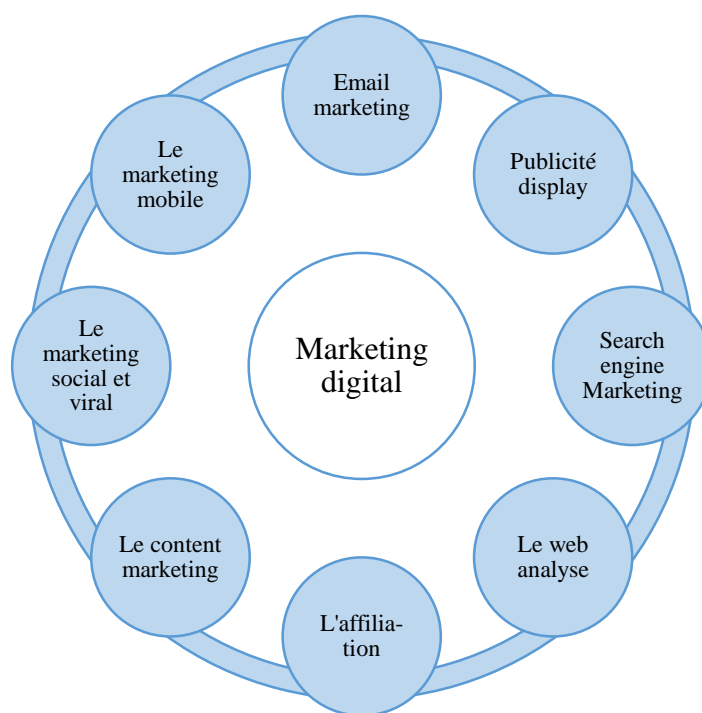 Email
marketing
Publicité
display
Search
engine
Marketing
Le web
analyse
L'affilia-
tion
Le content
marketing
Le
marketing
social et
viral
Le
marketing
mobile
Marketing
digital